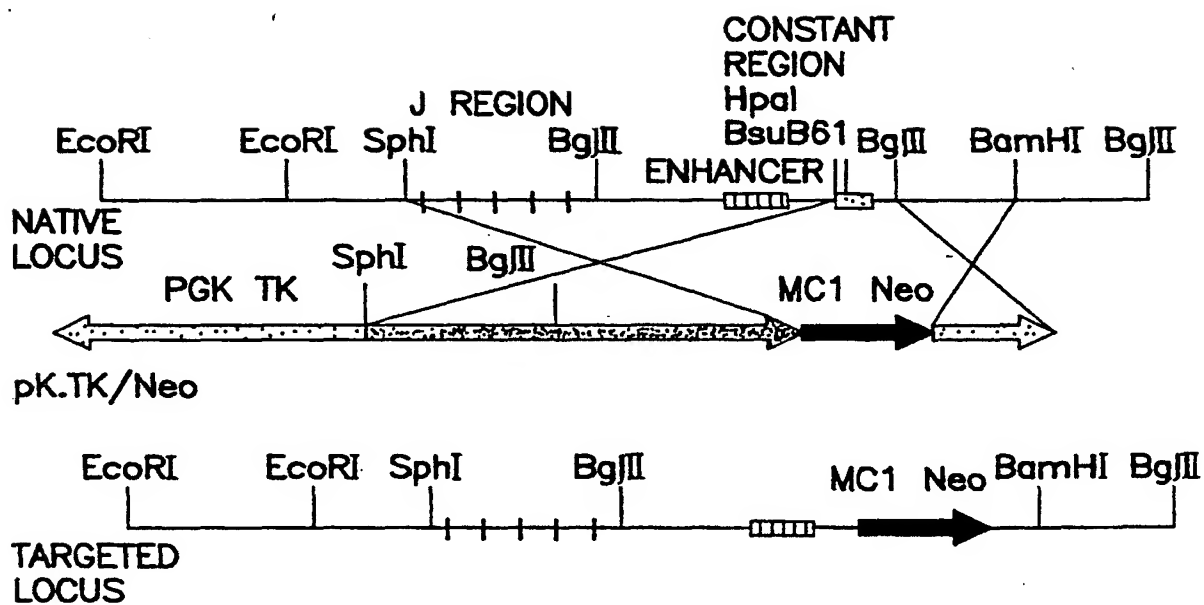 CONSTANT
REGION
HpaI
BsuB61
J REGION
EcoRI EcoRI SphI BglII ENHANCER BglII BamHI BglII
NATIVE
LOCUS
SphI BglII
PGK TK MC1 Neo
pK.TK/Neo
EcoRI EcoRI SphI BglII MC1 Neo BamHI BglII
TARGETED
LOCUS